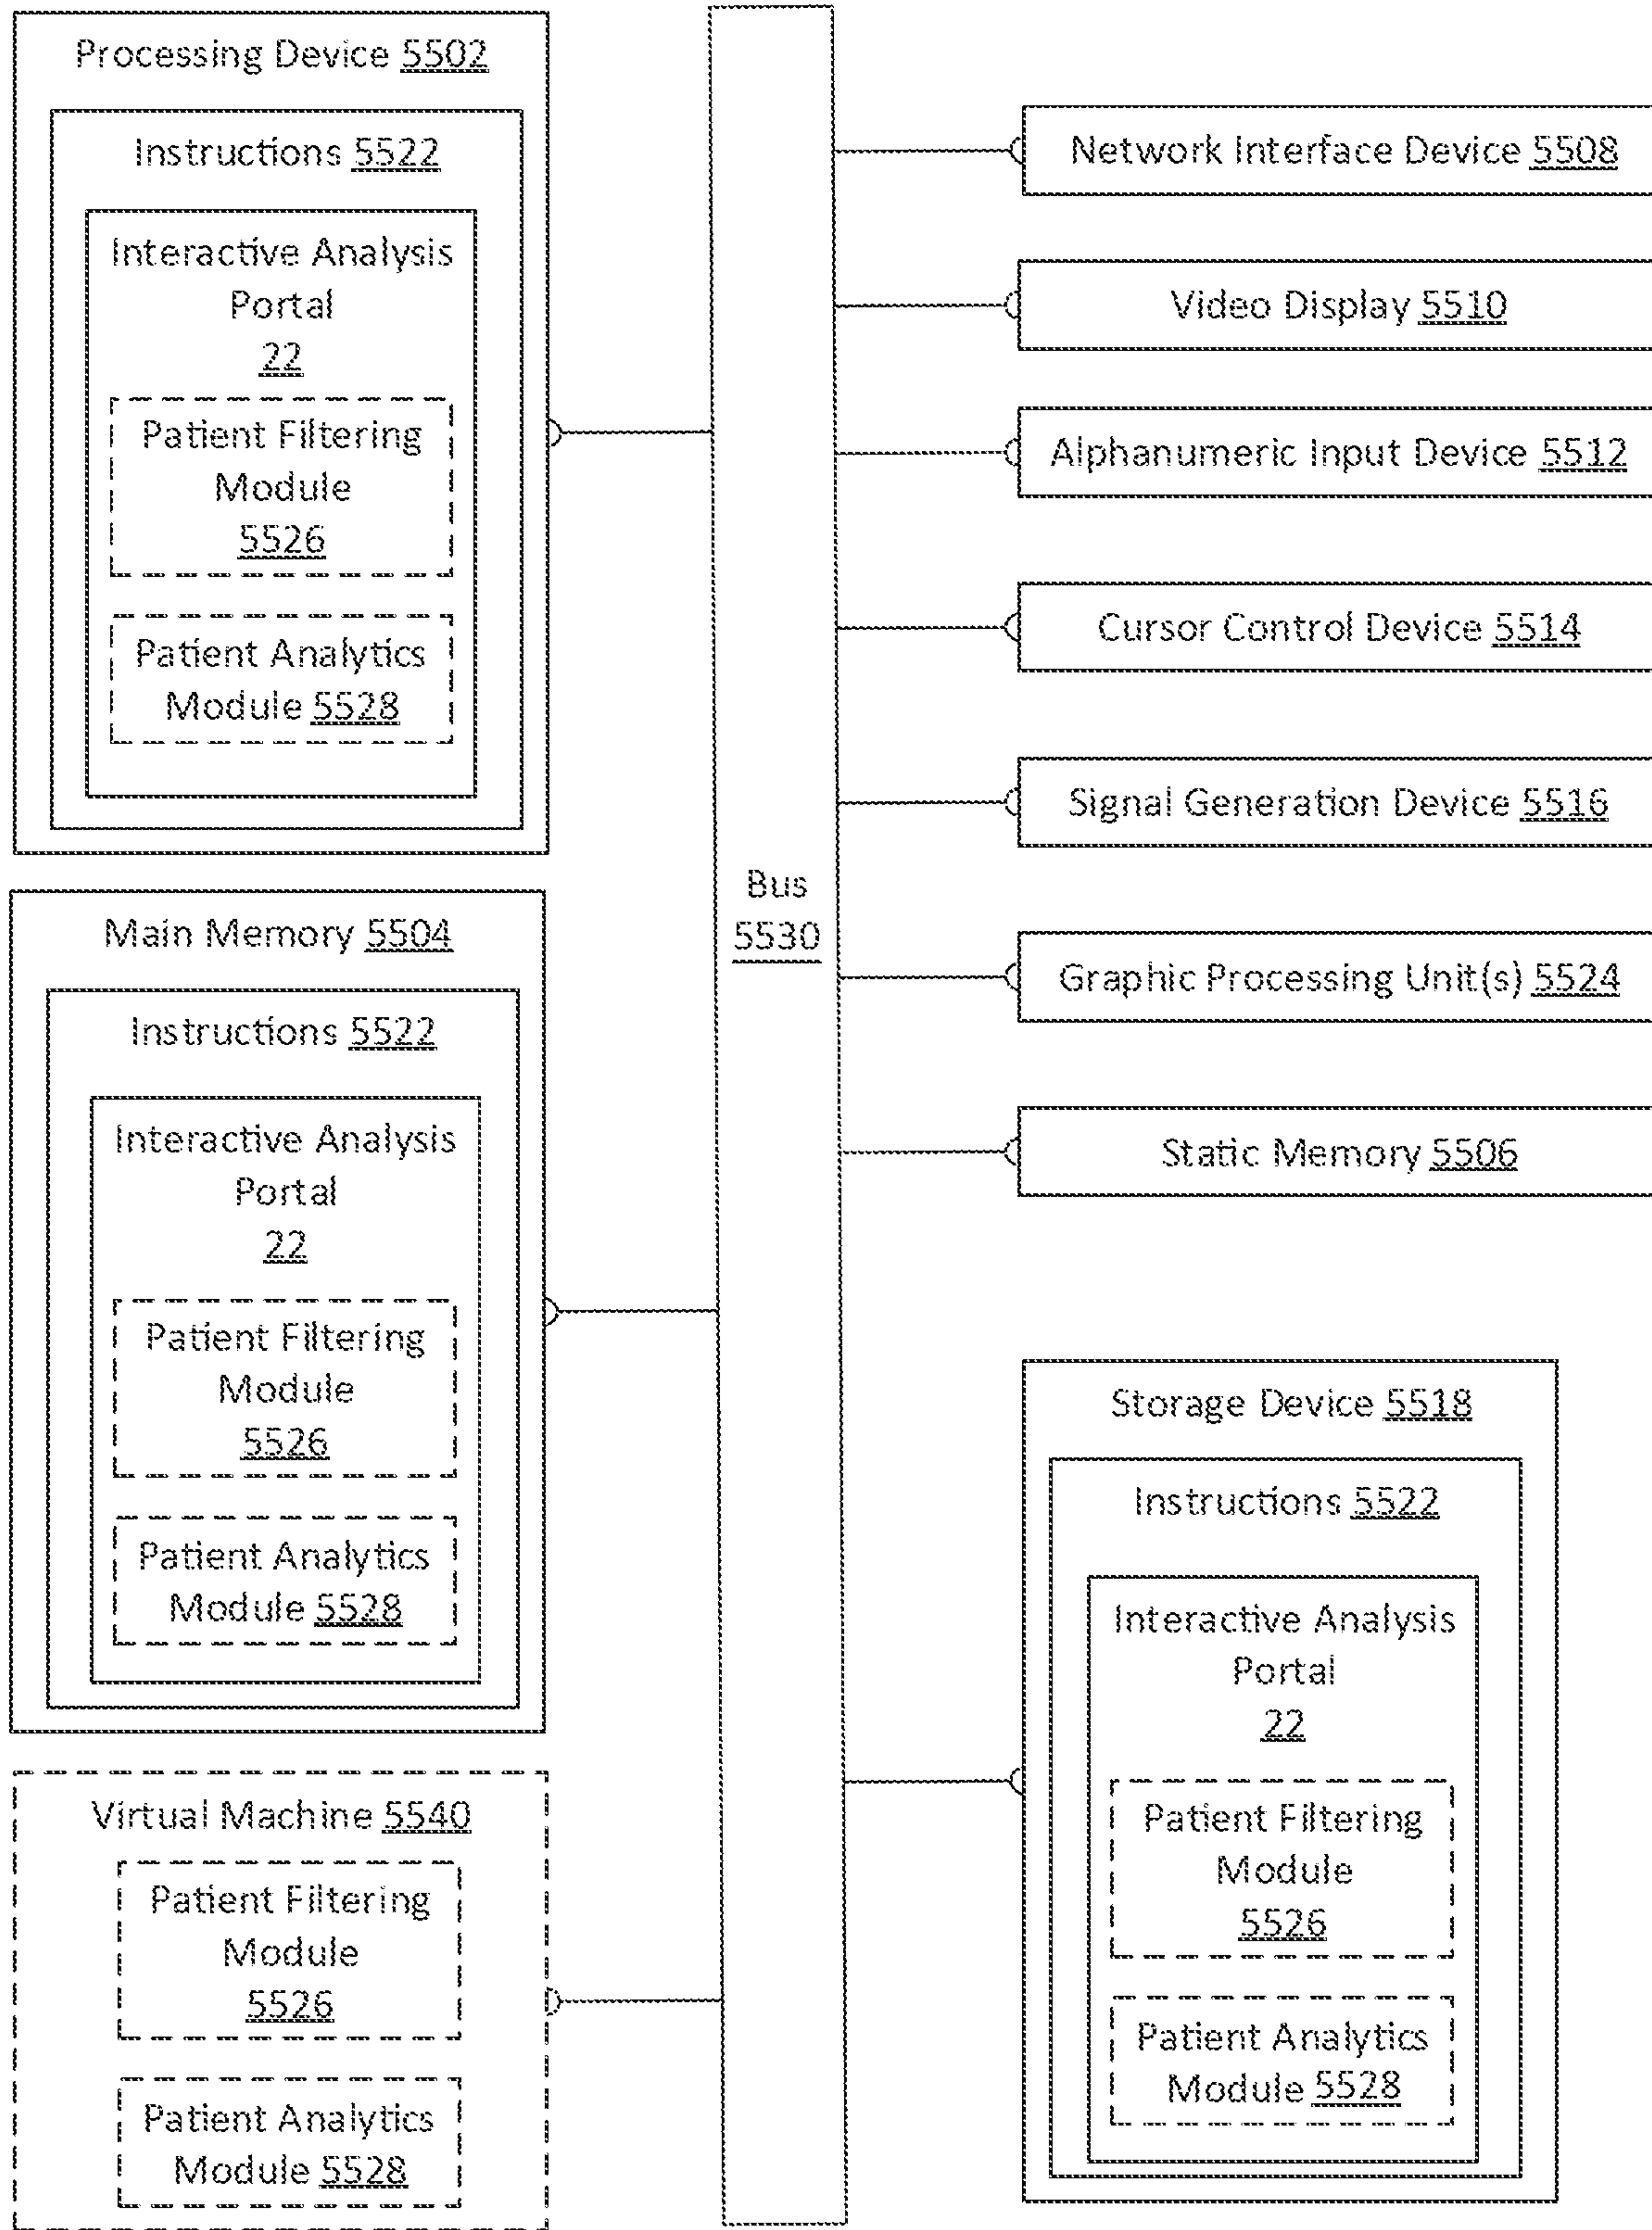 Processing Device 5502
Instructions 5522
Interactive Analysis
Portal
22
Patient Filtering
Module
5526
Patient Analytics
Module 5528
Main Memory 5504
Instructions 5522
Interactive Analysis
Portal
22
Patient Filtering
Module
5526
Patient Analytics
Module 5528
Virtual Machine 5540
Patient Filtering
Module
5526
Patient Analytics
Module 5528
Bus
5530
Network Interface Device 5508
Video Display 5510
Alphanumeric Input Device 5512
Cursor Control Device 5514
Signal Generation Device 5516
Graphic Processing Unit(s) 5524
Static Memory 5506
Storage Device 5518
Instructions 5522
Interactive Analysis
Portal
22
Patient Filtering
Module
5526
Patient Analytics
Module 5528